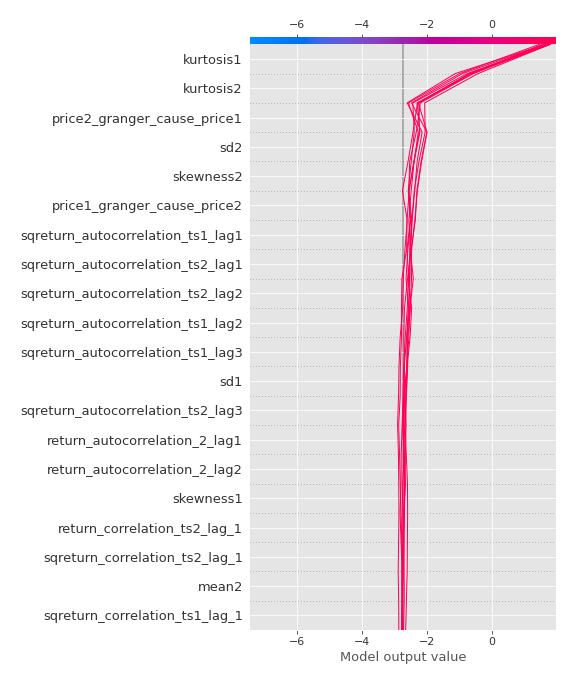 −6 −4 −2 0
kurtosis1
kurtosis2
price2_granger_cause_price1
sd2
skewness2
price1_granger_cause_price2
sqreturn_autocorrelation_ts1_lag1
sqreturn_autocorrelation_ts2_lag1
sqreturn_autocorrelation_ts2_lag2
sqreturn_autocorrelation_ts1_lag2
sqreturn_autocorrelation_ts1_lag3
sd1
sqreturn_autocorrelation_ts2_lag3
return_autocorrelation_2_lag1
return_autocorrelation_2_lag2
skewness1
return_correlation_ts2_lag_1
sqreturn_correlation_ts2_lag_1
mean2
sqreturn_correlation_ts1_lag_1
−6 −4 −2 0
Model output value